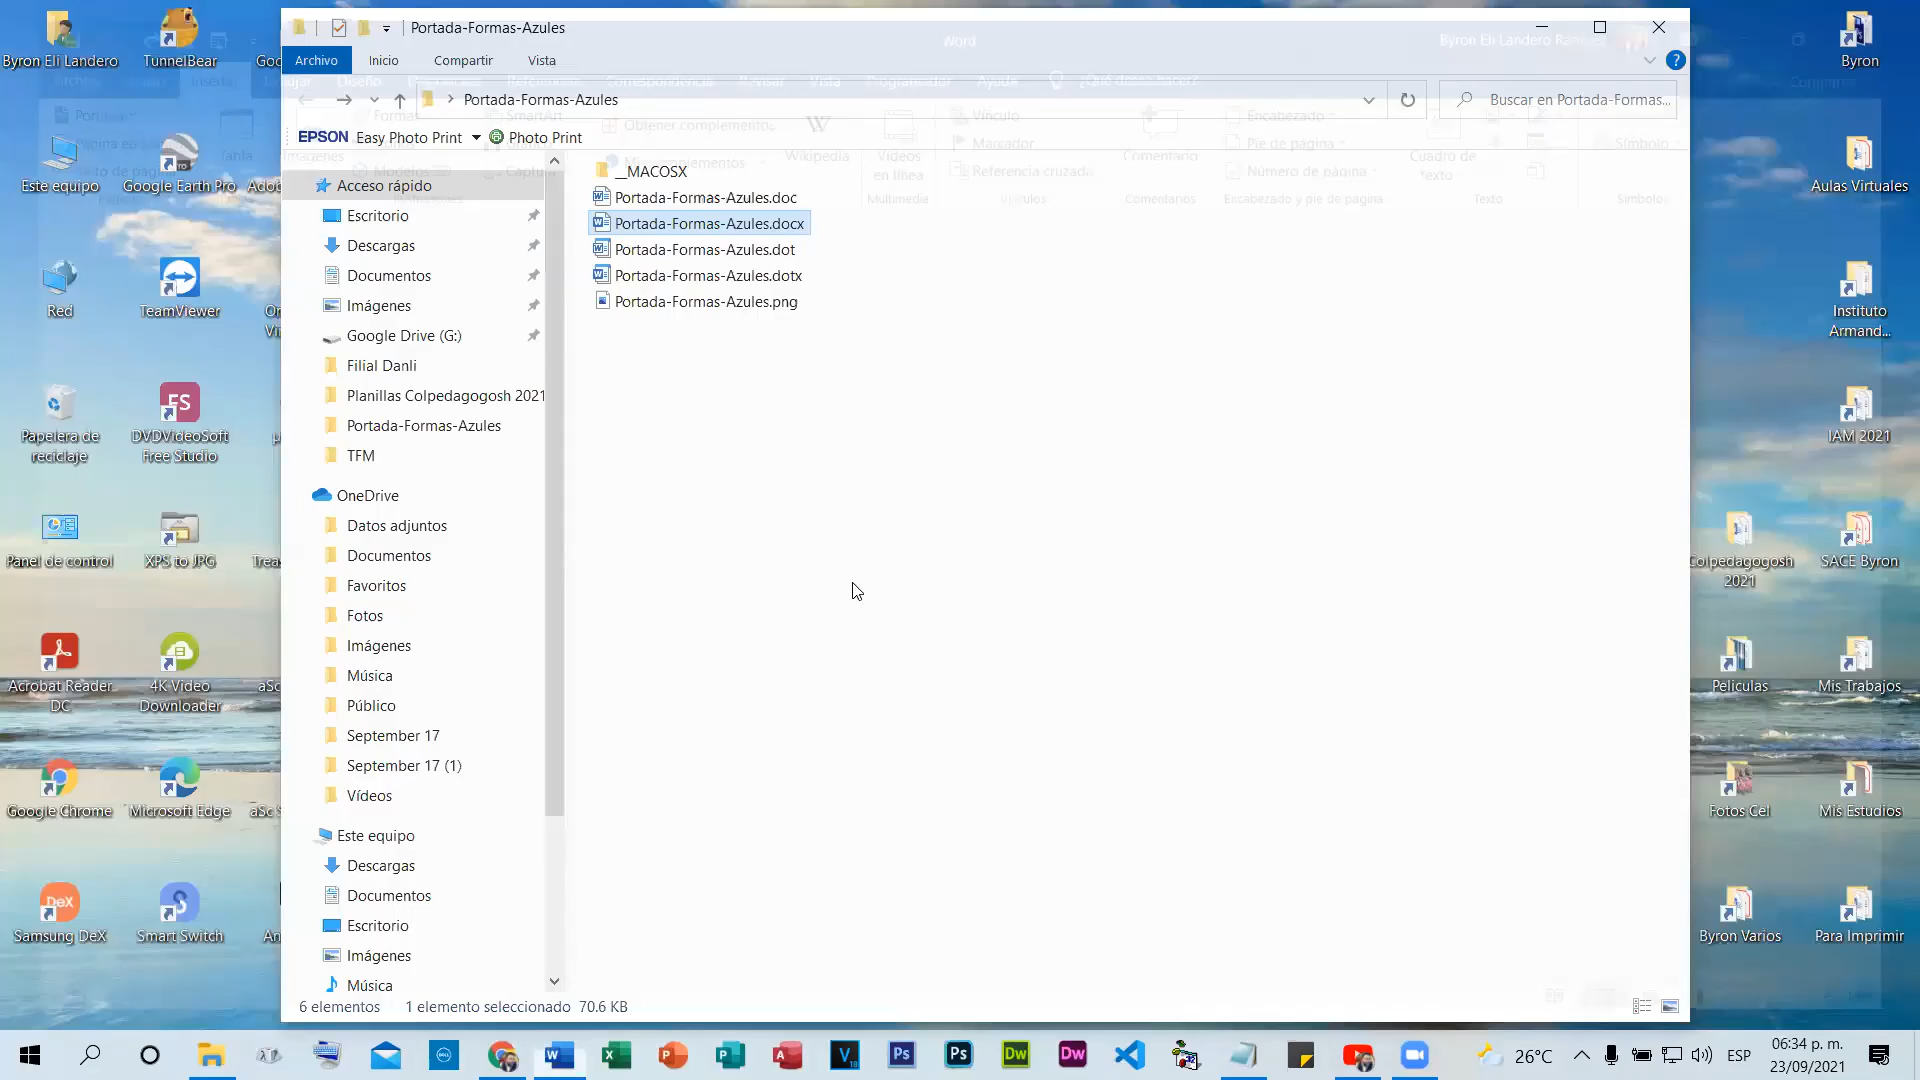 Portada-Formas-Azules
Word
Archivo
Inicio
Compartir
Vista
Portada-Formas-Azules
Buscar en Portada-Formas...
EPSON Easy Photo Print
Photo Print
Acceso rápido
Escritorio
Descargas
Documentos
Imágenes
Google Drive (G:)
Filial Danli
Planillas Colpedagogosh 2021
Portada-Formas-Azules
TFM
OneDrive
Datos adjuntos
Documentos
Favoritos
Fotos
Imágenes
Música
Público
September 17
September 17 (1)
Vídeos
Este equipo
Descargas
Documentos
Escritorio
Imágenes
Música
__MACOSX
Portada-Formas-Azules.doc
Portada-Formas-Azules.docx
Portada-Formas-Azules.dot
Portada-Formas-Azules.dotx
Portada-Formas-Azules.png
6 elementos
1 elemento seleccionado 70.6 KB
Byron Eli Landero
TunnelBear
Este equipo
Google Earth Pro
Red
TeamViewer
Papelera de
reciclaje
DVDVideoSoft
Free Studio
Panel de control
XPS to JPG
Acrobat Reader
DC
4K Video
Downloader
Google Chrome
Microsoft Edge
Samsung DeX
Smart Switch
Byron
Aulas Virtuales
Instituto
Armand...
IAM 2021
Colpedagogosh
2021
SACE Byron
Peliculas
Mis Trabajos
Fotos Cel
Mis Estudios
Byron Varios
Para Imprimir
26°C
ESP
06:34 p. m.
23/09/2021